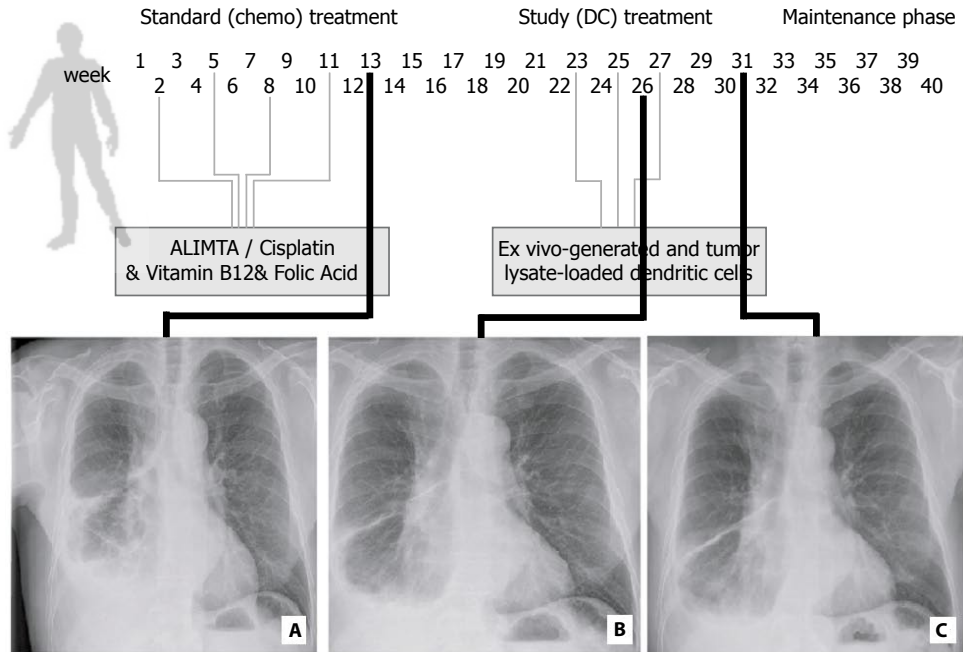 Standard (chemo) treatment Study (DC) treatment Maintenance phase
week 1 3 5 7 9 11 13 15 17 19 21 23 25 27 29 31 33 35 37 39
2 4 6 8 10 12 14 16 18 20 22 24 26 28 30 32 34 36 38 40
ALIMTA / Cisplatin
& Vitamin B12& Folic Acid
Ex vivo-generated and tumor
lysate-loaded dendritic cells
A B C